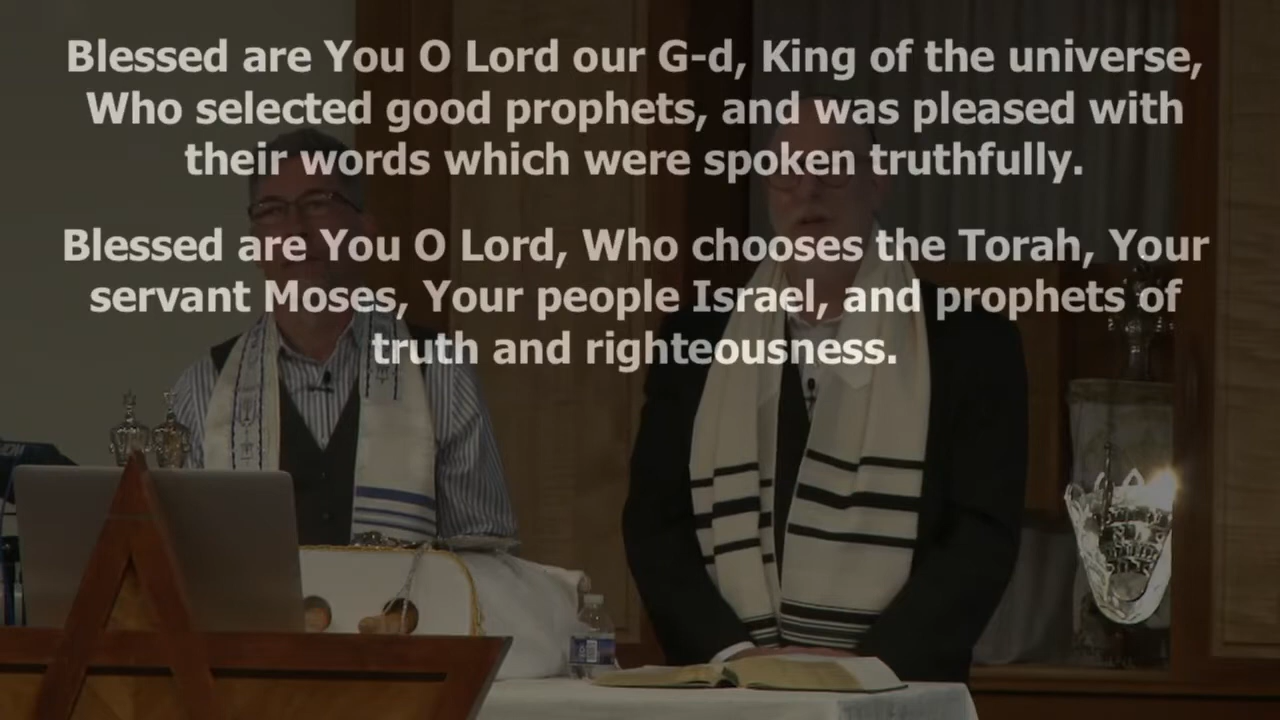 Blessed are You O Lord our G-d, King of the universe,
Who selected good prophets, and was pleased with
their words which were spoken truthfully.
Blessed are You O Lord, Who chooses the Torah, Your
servant Moses, Your people Israel, and prophets of
truth and righteousness.